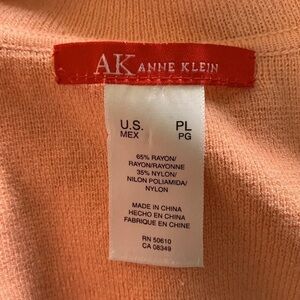 AK ANNE KLEIN
U.S. PL
MEX PG
65% RAYON/
RAYON/RAYONNE
35% NYLON/
NILON POLIAMIDA/
NYLON
MADE IN CHINA
HECHO EN CHINA
FABRIQUE EN CHINE
RN 50610
CA 08349